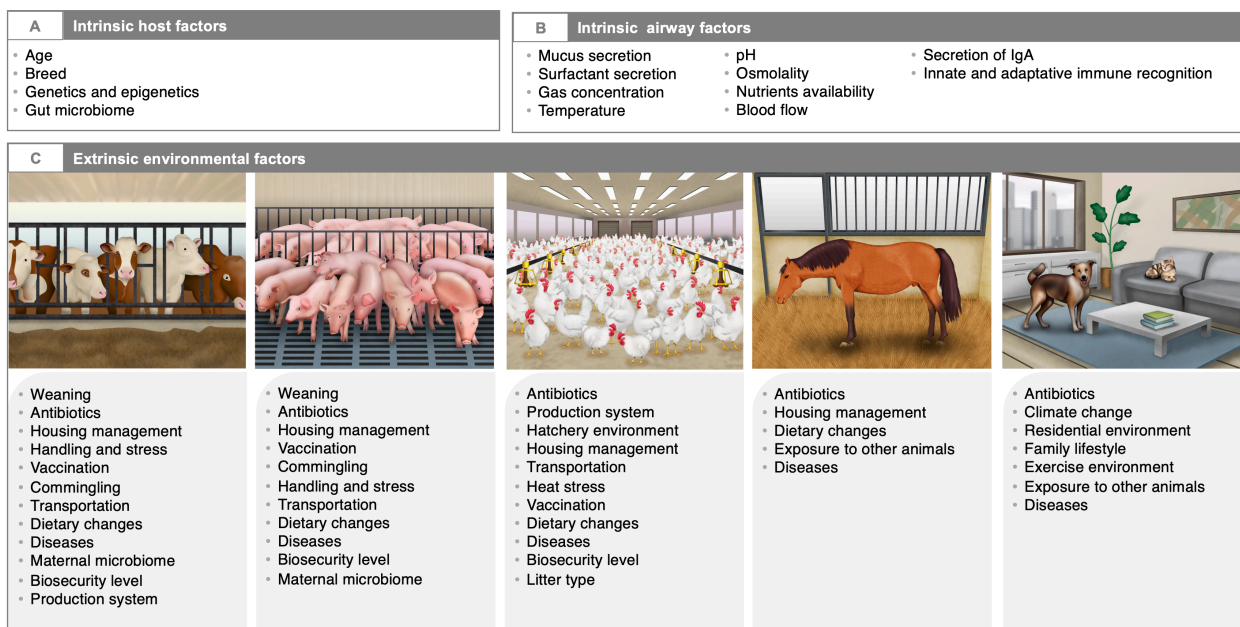 A Intrinsic host factors
• Age
• Breed
• Genetics and epigenetics
• Gut microbiome
B Intrinsic airway factors
• Mucus secretion
• Surfactant secretion
• Gas concentration
• Temperature
• pH
• Osmolality
• Nutrients availability
• Blood flow
• Secretion of IgA
• Innate and adaptative immune recognition
C Extrinsic environmental factors
• Weaning
• Antibiotics
• Housing management
• Handling and stress
• Vaccination
• Commingling
• Transportation
• Dietary changes
• Diseases
• Maternal microbiome
• Biosecurity level
• Production system
• Weaning
• Antibiotics
• Housing management
• Vaccination
• Commingling
• Handling and stress
• Transportation
• Dietary changes
• Diseases
• Biosecurity level
• Maternal microbiome
• Antibiotics
• Production system
• Hatchery environment
• Housing management
• Transportation
• Heat stress
• Vaccination
• Dietary changes
• Diseases
• Biosecurity level
• Litter type
• Antibiotics
• Housing management
• Dietary changes
• Exposure to other animals
• Diseases
• Antibiotics
• Climate change
• Residential environment
• Family lifestyle
• Exercise environment
• Exposure to other animals
• Diseases